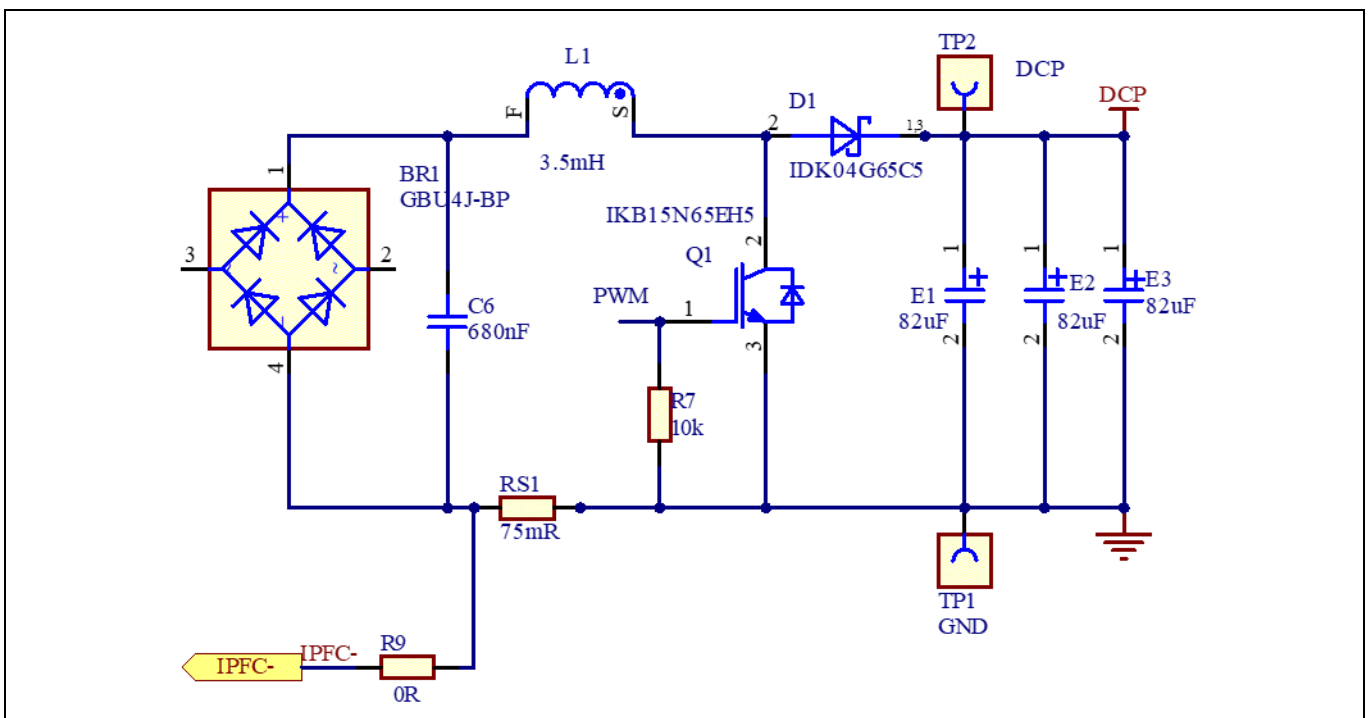 TP2
DCP
L1
F
S
3.5mH
D1
2
1,3
IDK04G65C5
DCP
BR1
GBU4J-BP
1
3
2
4
+
~
~
+
C6
680nF
IKB15N65EH5
Q1
2
1
3
PWM
R7
10k
E1
82uF
1
2
+
E2
82uF
1
2
+
E3
82uF
1
2
+
RS1
75mR
TP1
GND
R9
0R
IPFC-
IPFC-